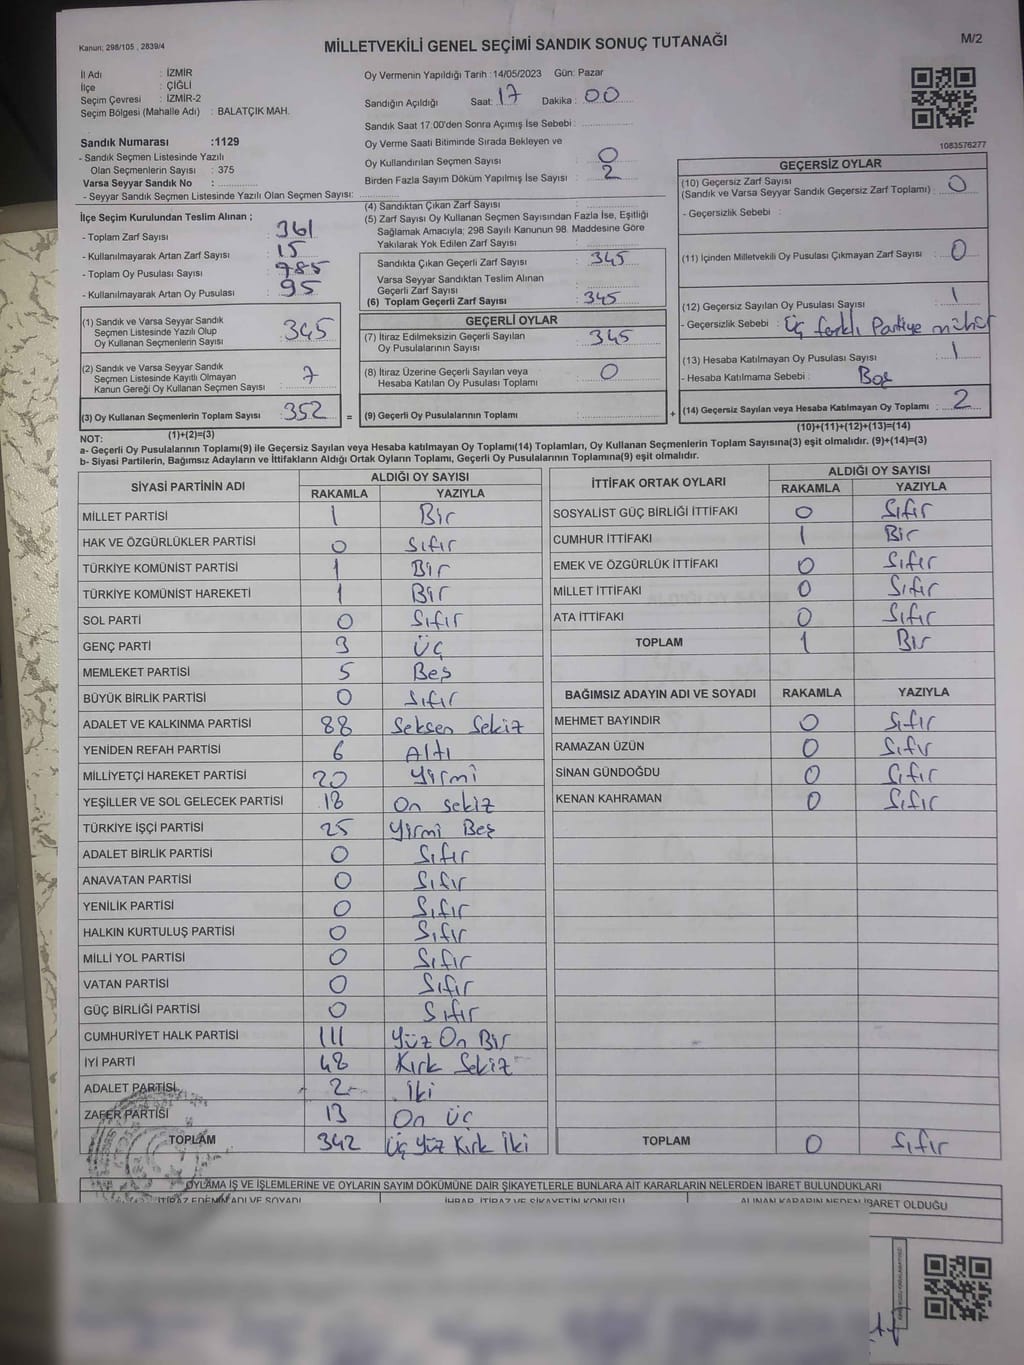 Kanun; 298/105 , 2839/4
MİLLETVEKİLİ GENEL SEÇİMİ SANDIK SONUÇ TUTANAĞI
M/2
İl Adı : İZMİR
İlçe : ÇİĞLİ
Seçim Çevresi : İZMİR-2
Seçim Bölgesi (Mahalle Adı) : BALATÇIK MAH.
Sandık Numarası :1129
- Sandık Seçmen Listesinde Yazılı
Olan Seçmenlerin Sayısı : 375
Varsa Seyyar Sandık No :
- Seyyar Sandık Seçmen Listesinde Yazılı Olan Seçmen Sayısı:
İlçe Seçim Kurulundan Teslim Alınan ;
- Toplam Zarf Sayısı : 361
- Kullanılmayarak Artan Zarf Sayısı : 15
- Toplam Oy Pusulası Sayısı : 985
- Kullanılmayarak Artan Oy Pusulası : 95
(1) Sandık ve Varsa Seyyar Sandık
Seçmen Listesinde Yazılı Olup
Oy Kullanan Seçmenlerin Sayısı : 345
(2) Sandık ve Varsa Seyyar Sandık
Seçmen Listesinde Kayıtlı Olmayan
Kanun Gereği Oy Kullanan Seçmen Sayısı : 7
(3) Oy Kullanan Seçmenlerin Toplam Sayısı : 352 =
(1)+(2)=(3)
Oy Vermenin Yapıldığı Tarih :14/05/2023 Gün: Pazar
Sandığın Açıldığı Saat: 17 Dakika : 00
Sandık Saat 17:00'den Sonra Açımış İse Sebebi :
Oy Verme Saati Bitiminde Sırada Bekleyen ve
Oy Kullandırılan Seçmen Sayısı : 0
Birden Fazla Sayım Döküm Yapılmış İse Sayısı : 2
(4) Sandıktan Çıkan Zarf Sayısı :
(5) Zarf Sayısı Oy Kullanan Seçmen Sayısından Fazla İse, Eşitliği
Sağlamak Amacıyla; 298 Sayılı Kanunun 98. Maddesine Göre
Yakılarak Yok Edilen Zarf Sayısı :
Sandıkta Çıkan Geçerli Zarf Sayısı : 345
Varsa Seyyar Sandıktan Teslim Alınan
Geçerli Zarf Sayısı :
(6) Toplam Geçerli Zarf Sayısı : 345
GEÇERLİ OYLAR
(7) İtiraz Edilmeksizin Geçerli Sayılan
Oy Pusulalarının Sayısı : 345
(8) İtiraz Üzerine Geçerli Sayılan veya
Hesaba Katılan Oy Pusulası Toplamı : 0
(9) Geçerli Oy Pusulalarının Toplamı : +
1083576277
GEÇERSİZ OYLAR
(10) Geçersiz Zarf Sayısı
(Sandık ve Varsa Seyyar Sandık Geçersiz Zarf Toplamı) : 0
- Geçersizlik Sebebi :
(11) İçinden Milletvekili Oy Pusulası Çıkmayan Zarf Sayısı : 0
(12) Geçersiz Sayılan Oy Pusulası Sayısı : 1
- Geçersizlik Sebebi : Üç farklı Partiye mühür
(13) Hesaba Katılmayan Oy Pusulası Sayısı : 1
- Hesaba Katılmama Sebebi : Boş
(14) Geçersiz Sayılan veya Hesaba Katılmayan Oy Toplamı : 2
(10)+(11)+(12)+(13)=(14)
NOT:
a- Geçerli Oy Pusulalarının Toplamı(9) ile Geçersiz Sayılan veya Hesaba katılmayan Oy Toplamı(14) Toplamları, Oy Kullanan Seçmenlerin Toplam Sayısına(3) eşit olmalıdır. (9)+(14)=(3)
b- Siyasi Partilerin, Bağımsız Adayların ve İttifakların Aldığı Ortak Oyların Toplamı, Geçerli Oy Pusulalarının Toplamına(9) eşit olmalıdır.
SİYASİ PARTİNİN ADI ALDIĞI OY SAYISI
RAKAMLA YAZIYLA
MİLLET PARTİSİ 1 Bir
HAK VE ÖZGÜRLÜKLER PARTİSİ 0 Sıfır
TÜRKİYE KOMÜNİST PARTİSİ 1 Bir
TÜRKİYE KOMÜNİST HAREKETİ 1 Bir
SOL PARTİ 0 Sıfır
GENÇ PARTİ 3 Üç
MEMLEKET PARTİSİ 5 Beş
BÜYÜK BİRLİK PARTİSİ 0 Sıfır
ADALET VE KALKINMA PARTİSİ 88 Seksen Sekiz
YENİDEN REFAH PARTİSİ 6 Altı
MİLLİYETÇİ HAREKET PARTİSİ 20 Yirmi
YEŞİLLER VE SOL GELECEK PARTİSİ 18 On sekiz
TÜRKİYE İŞÇİ PARTİSİ 25 Yirmi Beş
ADALET BİRLİK PARTİSİ 0 Sıfır
ANAVATAN PARTİSİ 0 Sıfır
YENİLİK PARTİSİ 0 Sıfır
HALKIN KURTULUŞ PARTİSİ 0 Sıfır
MİLLİ YOL PARTİSİ 0 Sıfır
VATAN PARTİSİ 0 Sıfır
GÜÇ BİRLİĞİ PARTİSİ 0 Sıfır
CUMHURİYET HALK PARTİSİ 111 Yüz On Bir
İYİ PARTİ 48 Kırk Sekiz
ADALET PARTİSİ 2 İki
ZAFER PARTİSİ 13 On üç
TOPLAM 342 Üç Yüz Kırk İki
İTTİFAK ORTAK OYLARI ALDIĞI OY SAYISI
RAKAMLA YAZIYLA
SOSYALİST GÜÇ BİRLİĞİ İTTİFAKI 0 Sıfır
CUMHUR İTTİFAKI 1 Bir
EMEK VE ÖZGÜRLÜK İTTİFAKI 0 Sıfır
MİLLET İTTİFAKI 0 Sıfır
ATA İTTİFAKI 0 Sıfır
TOPLAM 1 Bir
BAĞIMSIZ ADAYIN ADI VE SOYADI RAKAMLA YAZIYLA
MEHMET BAYINDIR 0 Sıfır
RAMAZAN ÜZÜN 0 Sıfır
SİNAN GÜNDOĞDU 0 Sıfır
KENAN KAHRAMAN 0 Sıfır
TOPLAM 0 Sıfır
OYLAMA İŞ VE İŞLEMLERİNE VE OYLARIN SAYIM DÖKÜMÜNE DAİR ŞİKAYETLERLE BUNLARA AİT KARARLARIN NELERDEN İBARET BULUNDUKLARI
İTİRAZ EDENİN ADI VE SOYADI İHBAR, İTİRAZ VE ŞİKAYETİN KONUSU ALINAN KARARIN NEDEN İBARET OLDUĞU